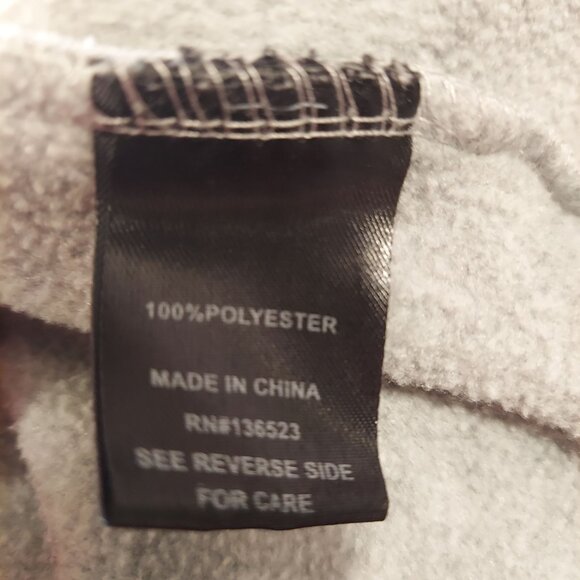 100%POLYESTER
MADE IN CHINA
RN#136523
SEE REVERSE SIDE
FOR CARE